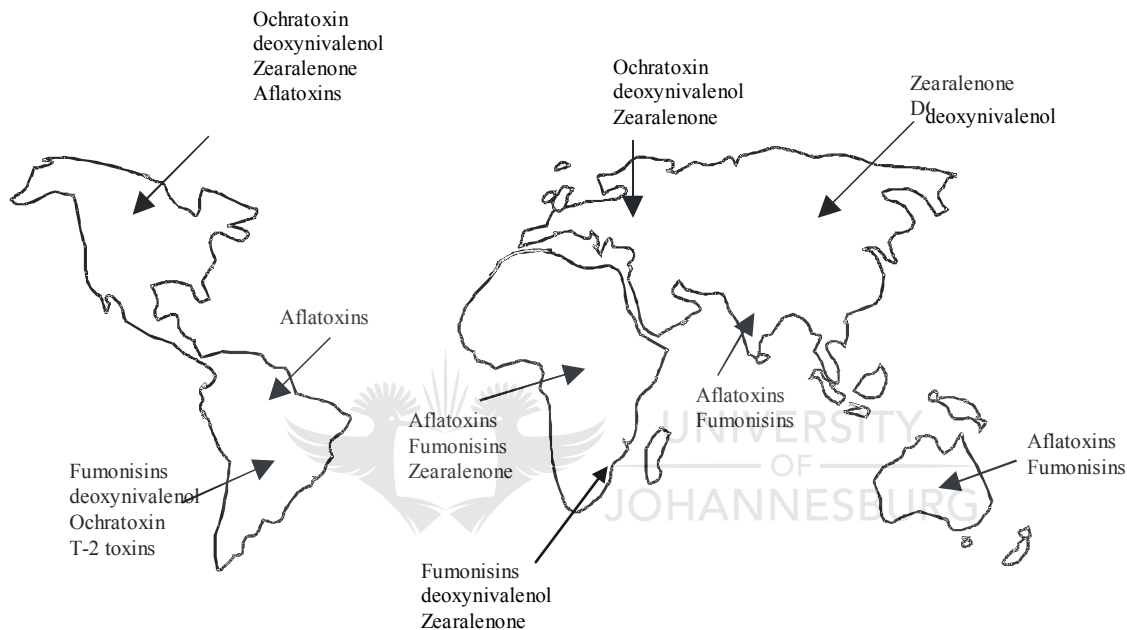 Ochratoxin
deoxynivalenol
Zearalenone
Aflatoxins
Ochratoxin
deoxynivalenol
Zearalenone
Zearalenone
deoxynivalenol
Aflatoxins
Aflatoxins
Fumonisins
Zearalenone
Aflatoxins
Fumonisins
Aflatoxins
Fumonisins
Fumonisins
deoxynivalenol
Ochratoxin
T-2 toxins
Fumonisins
deoxynivalenol
Zearalenone
UNIVERSITY
OF
JOHANNESBURG